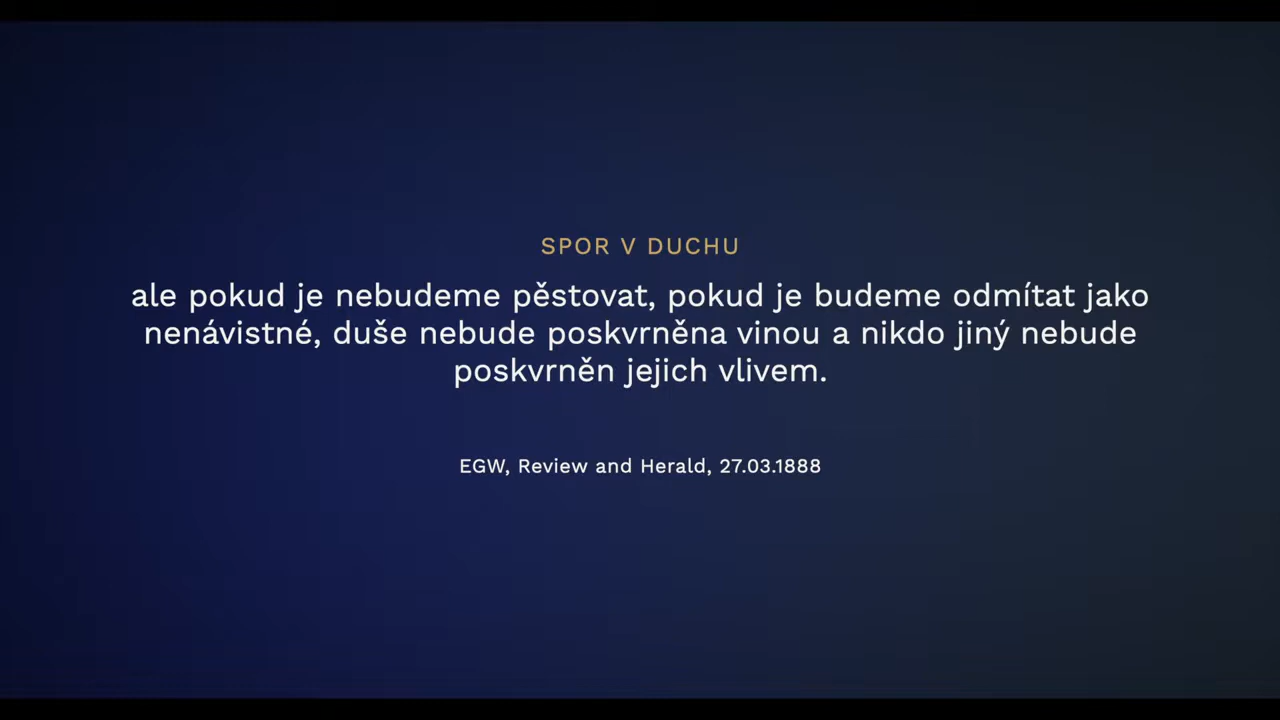 SPOR V DUCHU
ale pokud je nebudeme pěstovat, pokud je budeme odmítat jako
nenávistné, duše nebude poskvrněna vinou a nikdo jiný nebude
poskvrněn jejich vlivem.
EGW, Review and Herald, 27.03.1888